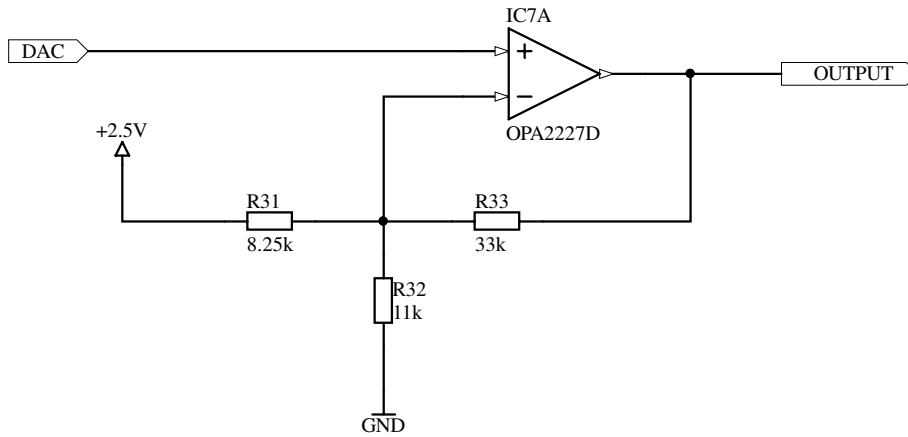 IC7A
DAC
+
OUTPUT
−
OPA2227D
+2.5V
R31
8.25k
R33
33k
R32
11k
GND